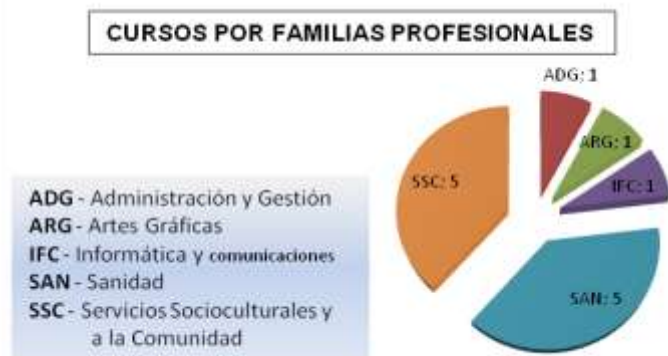 CURSOS POR FAMILIAS PROFESIONALES
ADG; 1
ARG; 1
IFC; 1
SSC; 5
SAN; 5
ADG - Administración y Gestión
ARG - Artes Gráficas
IFC - Informática y comunicaciones
SAN - Sanidad
SSC - Servicios Socioculturales y
a la Comunidad